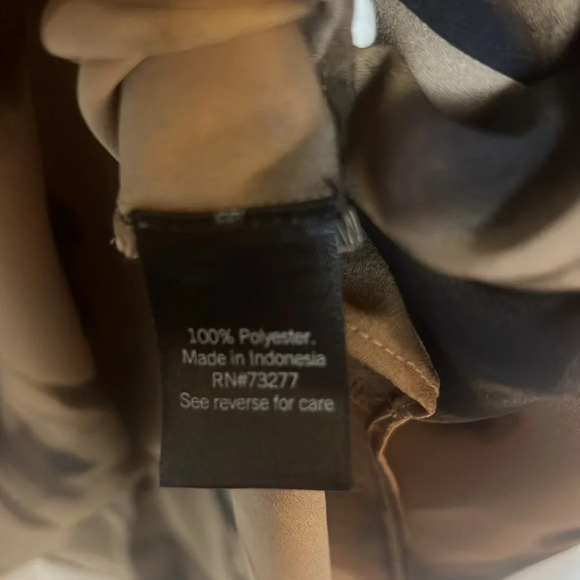 100% Polyester.
Made in Indonesia
RN#73277
See reverse for care